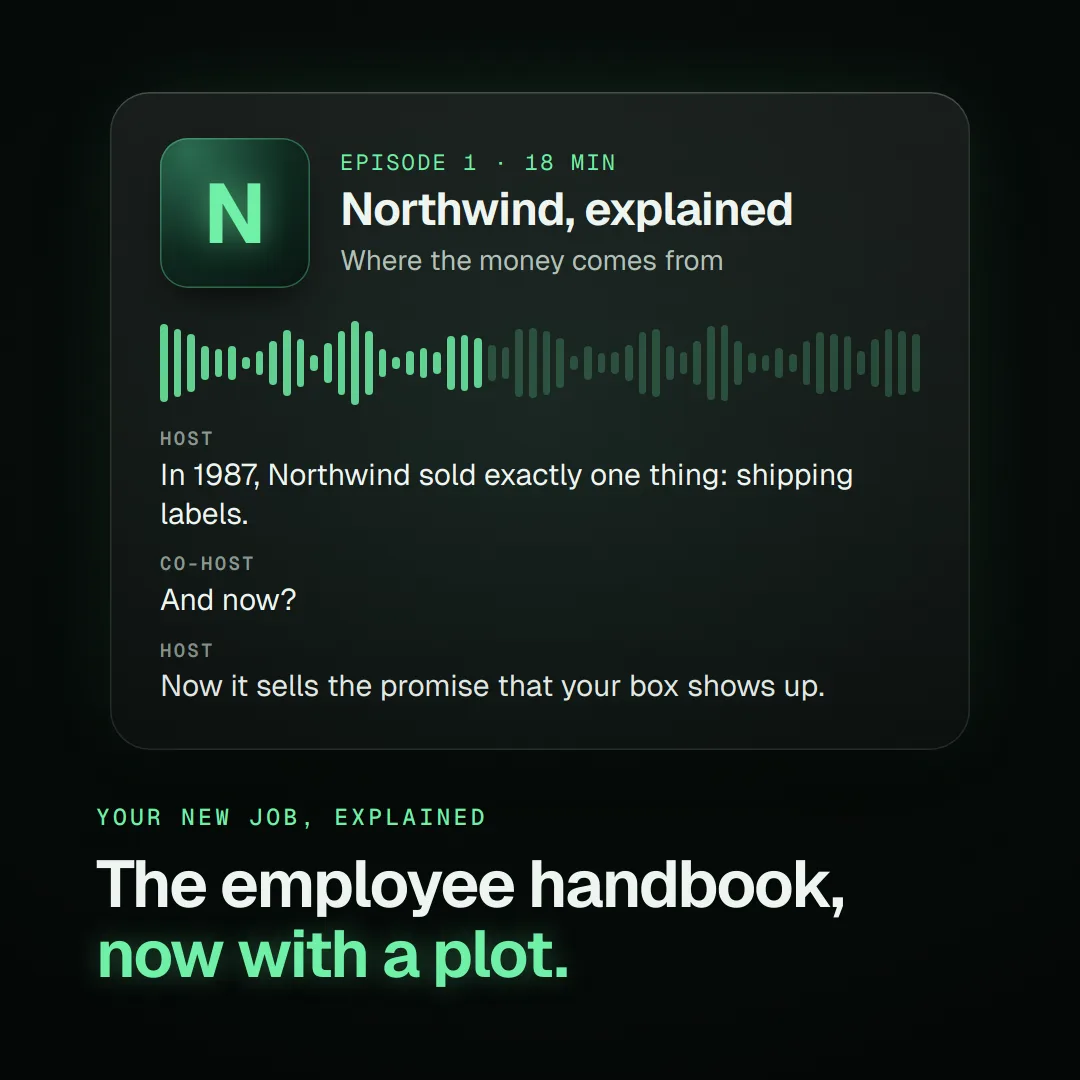 N
EPISODE 1 · 18 MIN
Northwind, explained
Where the money comes from
HOST
In 1987, Northwind sold exactly one thing: shipping
labels.
CO-HOST
And now?
HOST
Now it sells the promise that your box shows up.
YOUR NEW JOB, EXPLAINED
The employee handbook,
now with a plot.